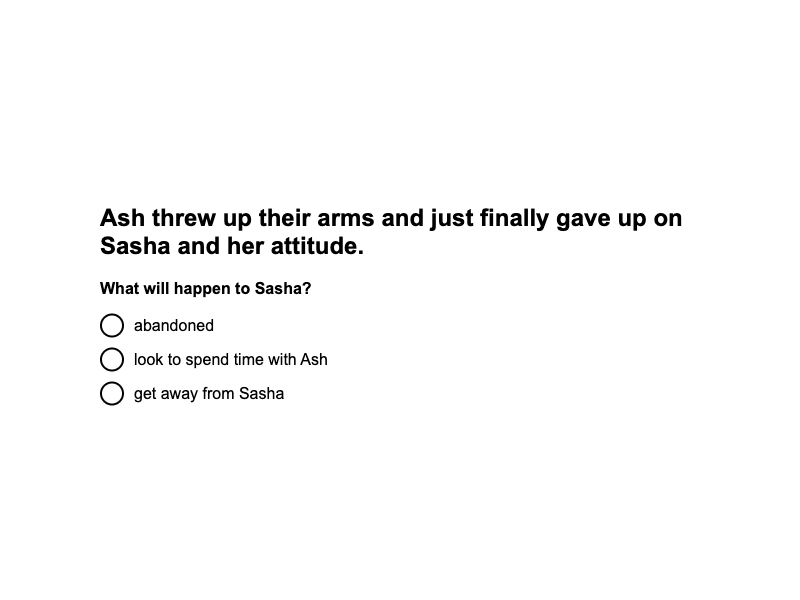 Ash threw up their arms and just finally gave up on
Sasha and her attitude.
What will happen to Sasha?
abandoned
look to spend time with Ash
get away from Sasha